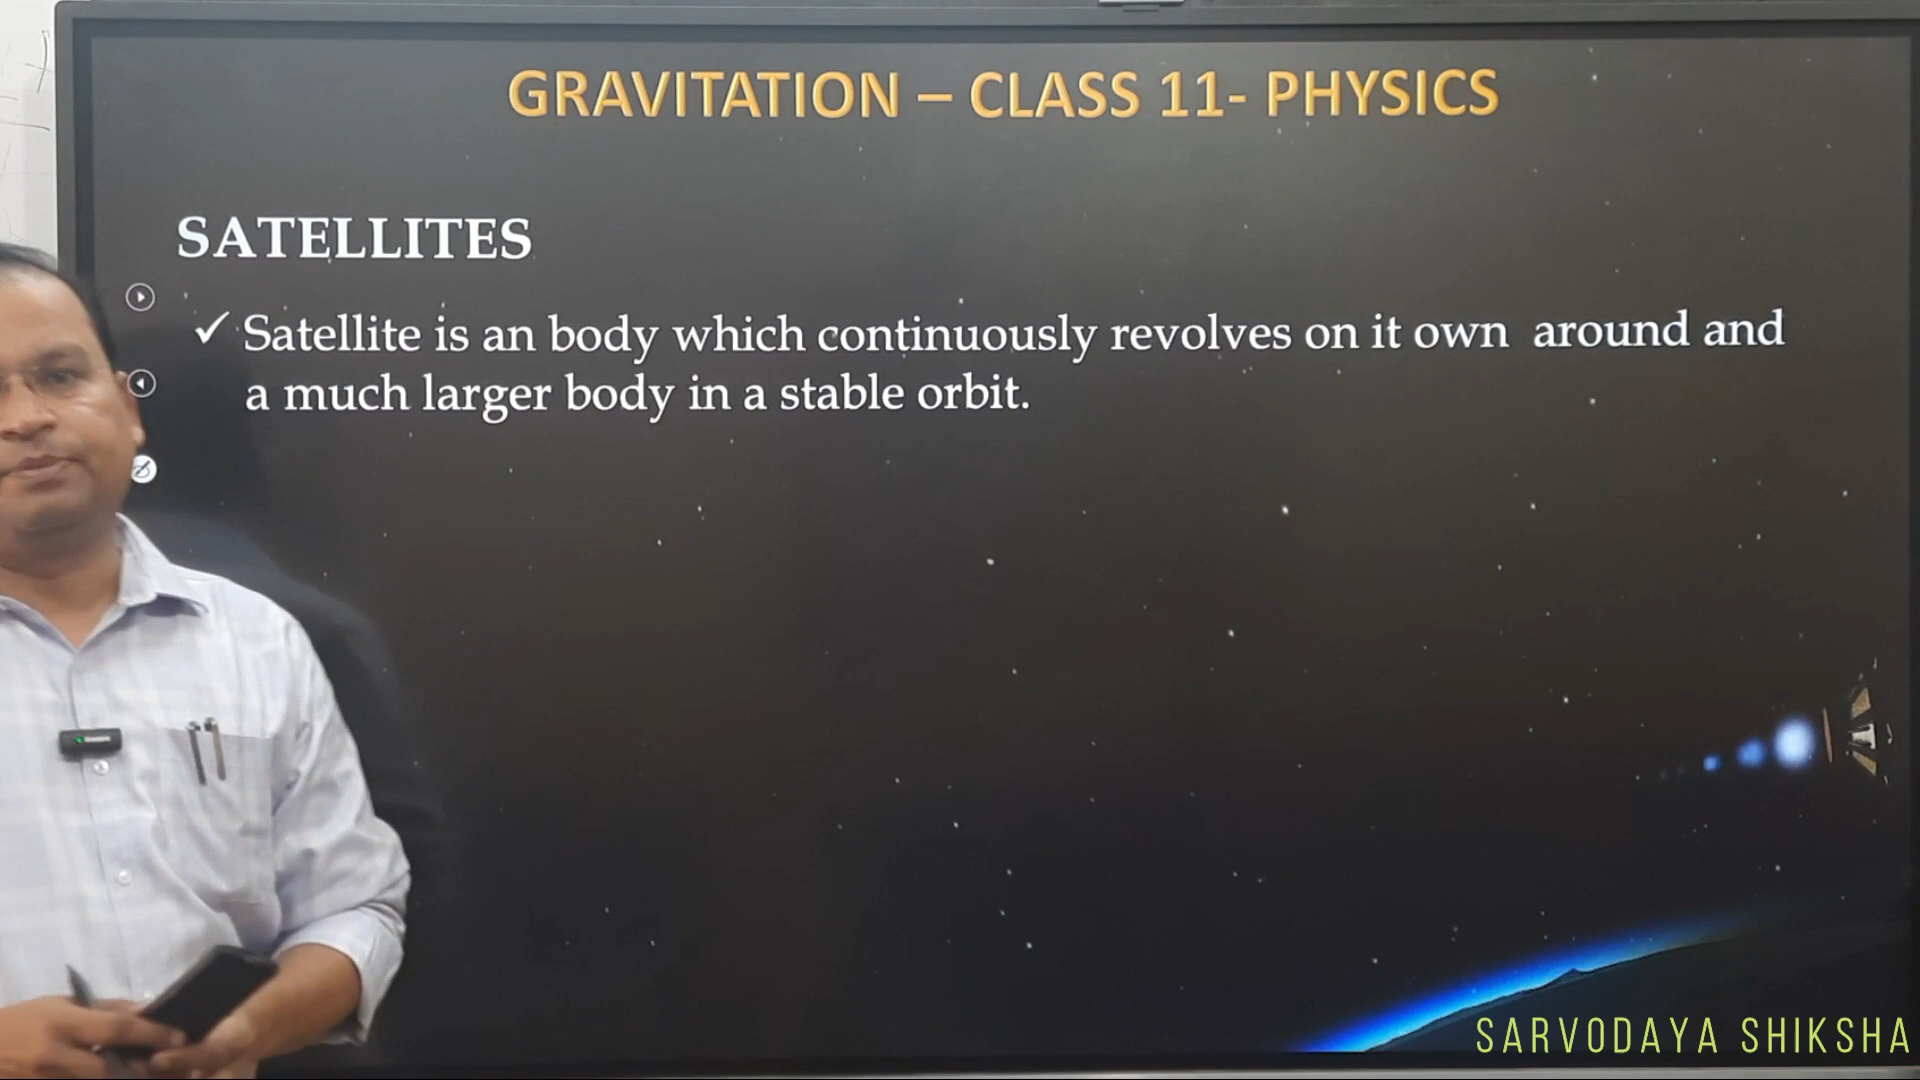 GRAVITATION – CLASS 11- PHYSICS
SATELLITES
✓ Satellite is an body which continuously revolves on it own around and
a much larger body in a stable orbit.
SARVODAYA SHIKSHA